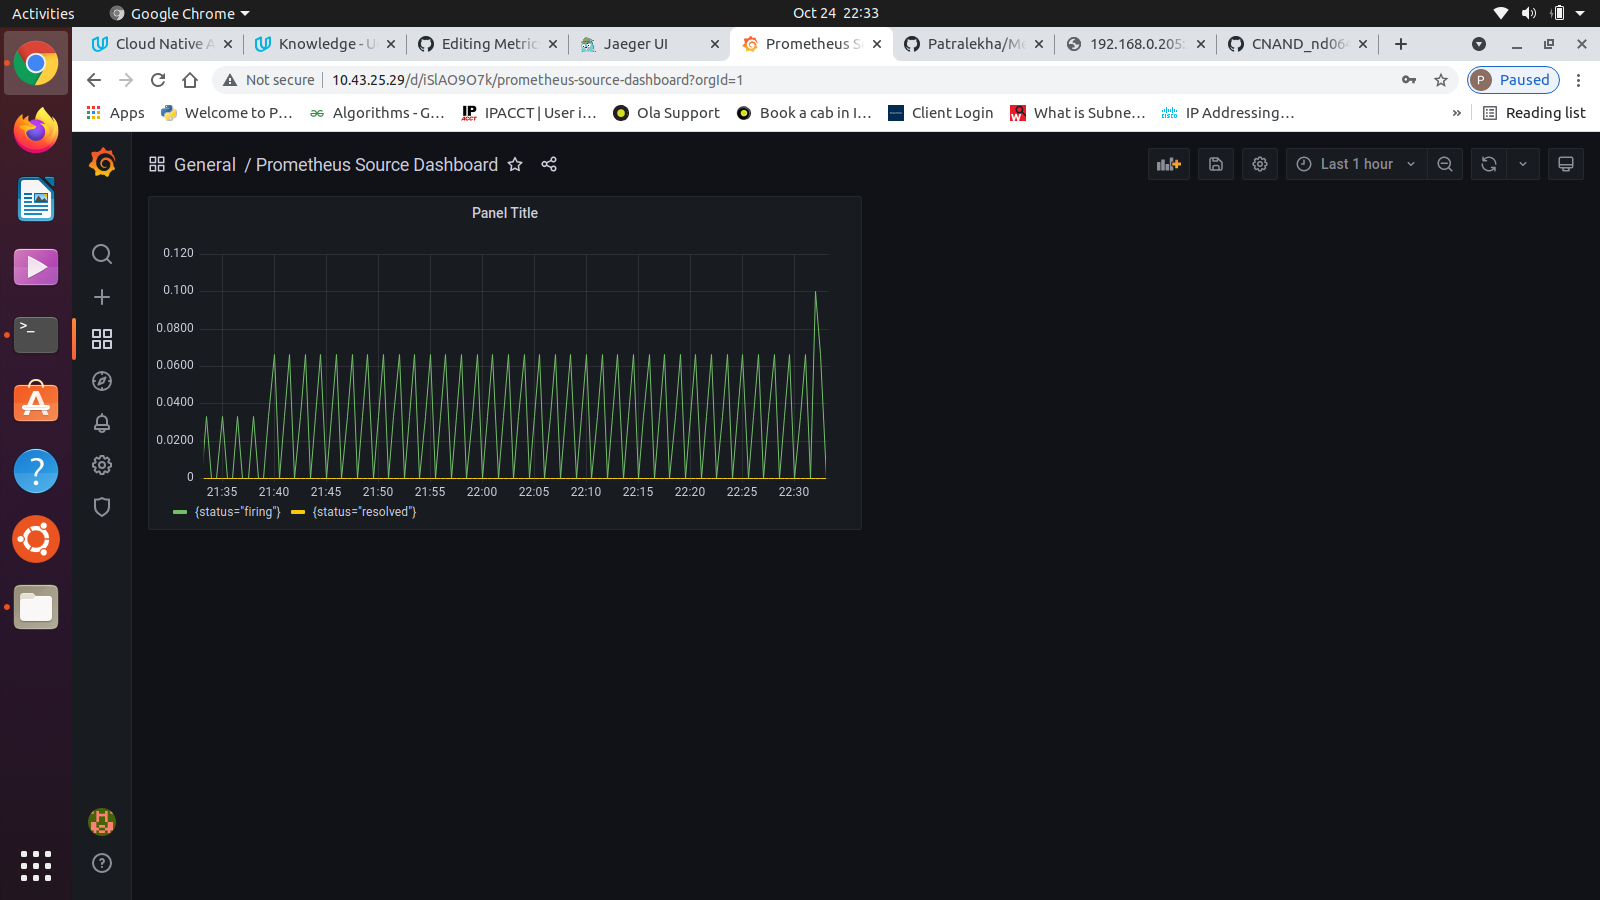 Activities Google Chrome Oct 24 22:33
Cloud Native A Knowledge - U Editing Metric Jaeger UI Prometheus S Patralekha/Me 192.168.0.205: CNAND_nd064
Not secure 10.43.25.29/d/iSlAO9O7k/prometheus-source-dashboard?orgId=1 P Paused
Apps Welcome to P... Algorithms - G... IPACCT | User i... Ola Support Book a cab in I... Client Login What is Subne... IP Addressing... » Reading list
General / Prometheus Source Dashboard Last 1 hour
Panel Title
0.120
0.100
0.0800
0.0600
0.0400
0.0200
0
21:35 21:40 21:45 21:50 21:55 22:00 22:05 22:10 22:15 22:20 22:25 22:30
{status="firing"} {status="resolved"}